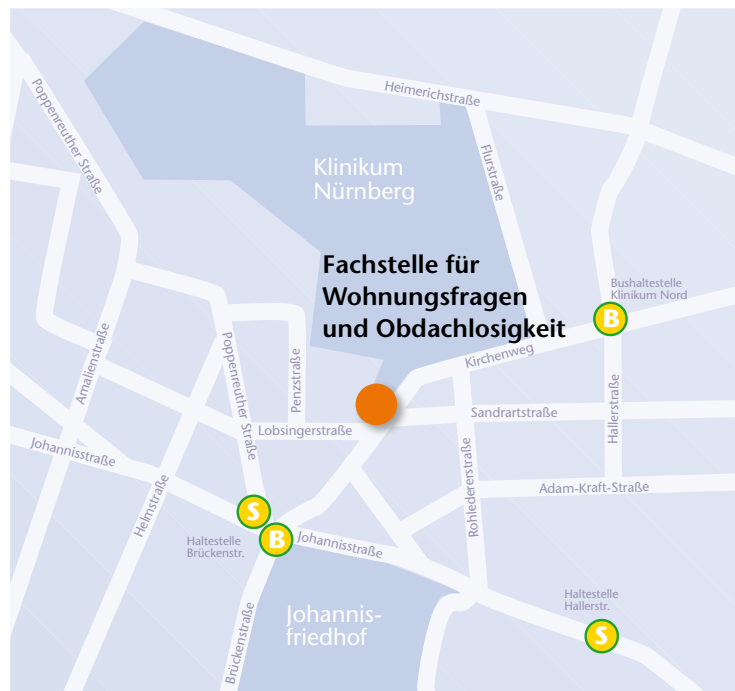 Poppenreuther Straße
Heimerichstraße
Klinikum
Nürnberg
Flurstraße
Fachstelle für
Wohnungsfragen
und Obdachlosigkeit
Bushaltestelle
Klinikum Nord
B
Kirchenweg
Amalienstraße
Poppenreuther Straße
Penzstraße
Sandrartstraße
Hallerstraße
Lobsingerstraße
Johannisstraße
Helmstraße
Rohledererstraße
Adam-Kraft-Straße
S
B
Haltestelle
Brückenstr.
Johannisstraße
Brückenstraße
Johannis-
friedhof
Haltestelle
Hallerstr.
S